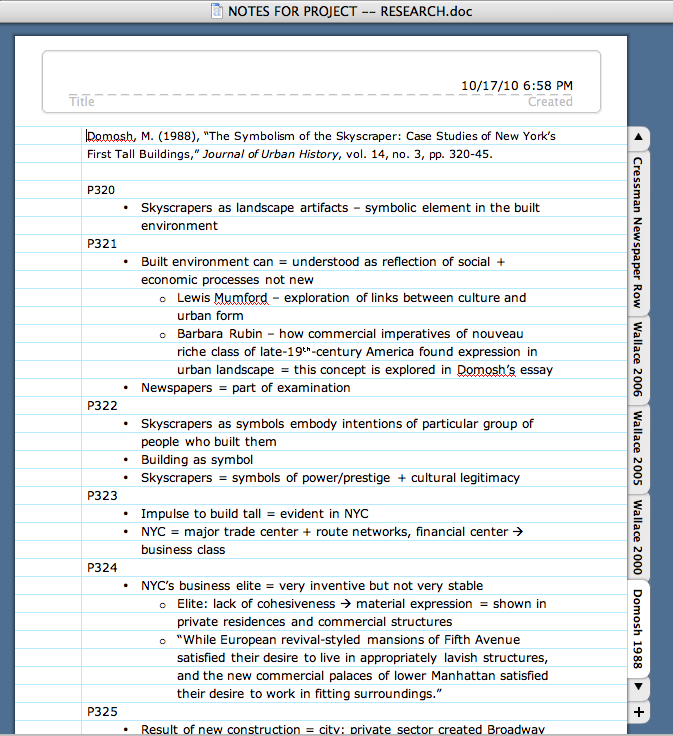 NOTES FOR PROJECT -- RESEARCH.doc
10/17/10 6:58 PM
Title
Created
Domosh, M. (1988), “The Symbolism of the Skyscraper: Case Studies of New York’s
First Tall Buildings,” Journal of Urban History, vol. 14, no. 3, pp. 320-45.
P320
• Skyscrapers as landscape artifacts – symbolic element in the built
environment
P321
• Built environment can = understood as reflection of social +
economic processes not new
o Lewis Mumford – exploration of links between culture and
urban form
o Barbara Rubin – how commercial imperatives of nouveau
riche class of late-19th-century America found expression in
urban landscape = this concept is explored in Domosh’s essay
• Newspapers = part of examination
P322
• Skyscrapers as symbols embody intentions of particular group of
people who built them
• Building as symbol
• Skyscrapers = symbols of power/prestige + cultural legitimacy
P323
• Impulse to build tall = evident in NYC
• NYC = major trade center + route networks, financial center →
business class
P324
• NYC’s business elite = very inventive but not very stable
o Elite: lack of cohesiveness → material expression = shown in
private residences and commercial structures
o “While European revival-styled mansions of Fifth Avenue
satisfied their desire to live in appropriately lavish structures,
and the new commercial palaces of lower Manhattan satisfied
their desire to work in fitting surroundings.”
P325
• Result of new construction = city: private sector created Broadway
Cressman Newspaper Row
Wallace 2006
Wallace 2005
Wallace 2000
Domosh 1988